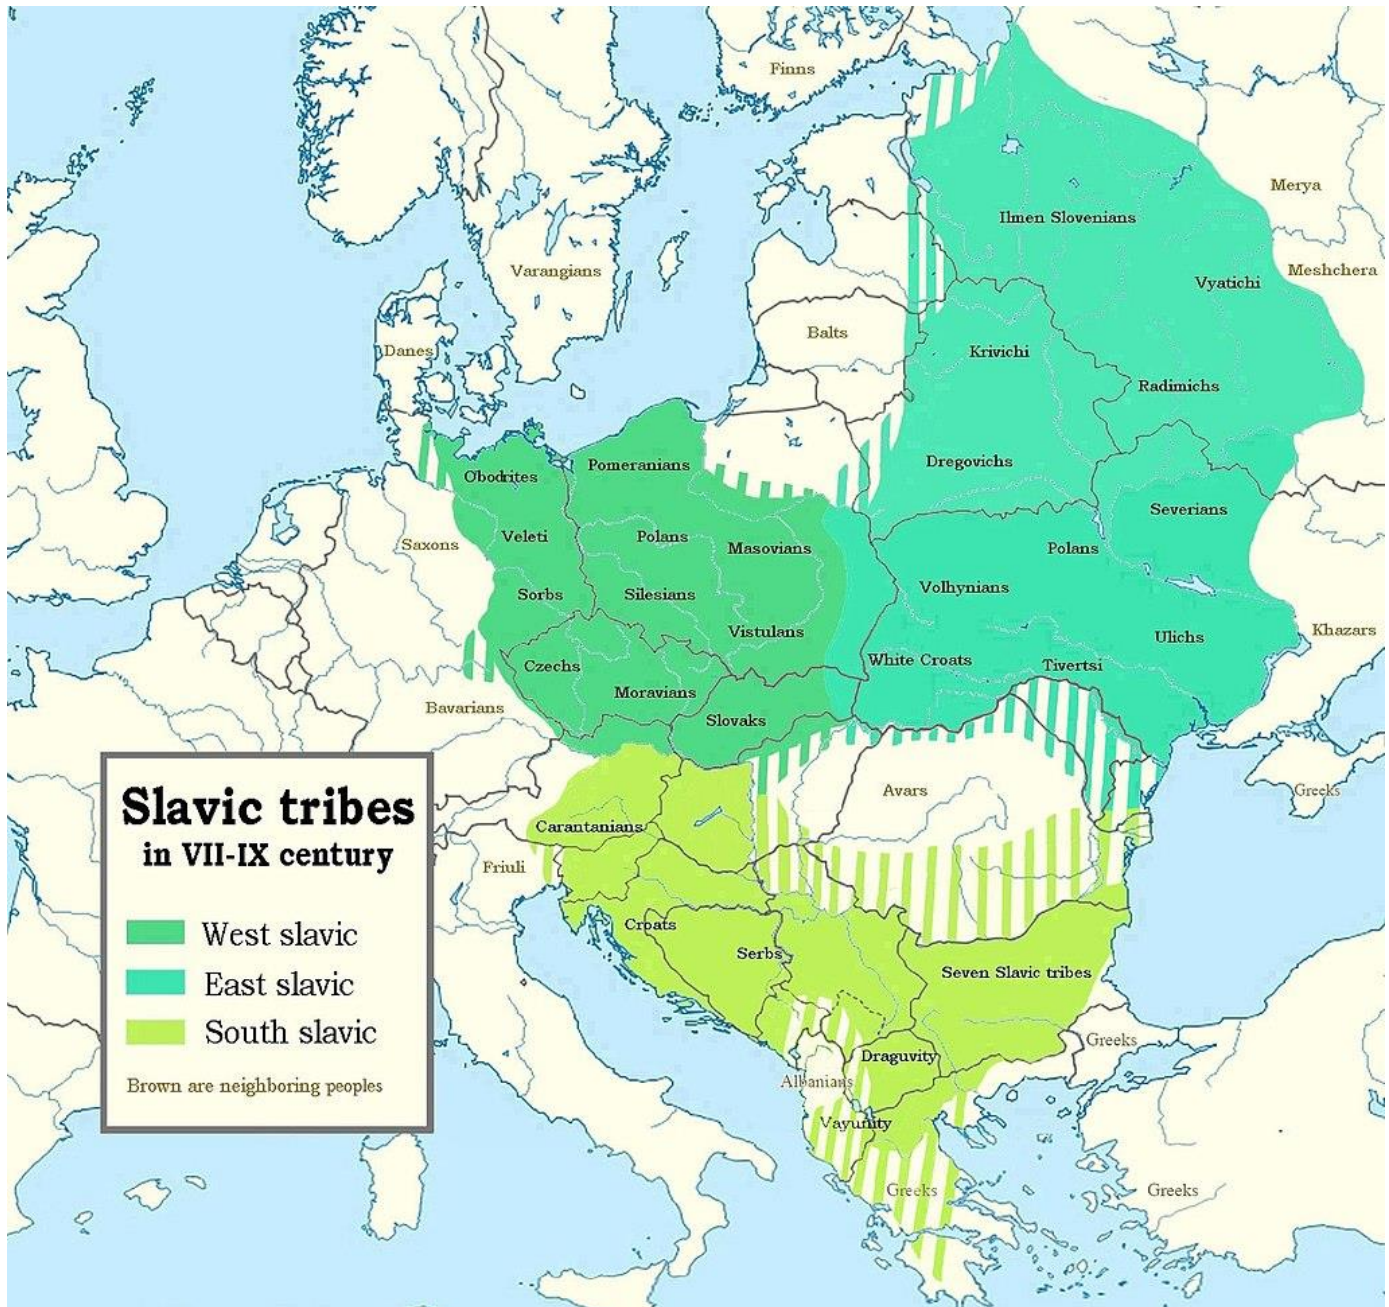 Finns
Merya
Ilmen Slovenians
Varangians
Meshchera
Vyatichi
Balts
Danes
Krivichi
Radimichs
Dregovichs
Pomeranians
Obodrites
Severians
Veleti
Polans
Saxons
Masovians
Polans
Volhynians
Sorbs
Silesians
Vistulans
Khazars
Ulichs
White Croats
Tivertsi
Czechs
Moravians
Bavarians
Slovaks
Avars
Greeks
Carantanians
Friuli
Croats
Serbs
Seven Slavic tribes
Greeks
Draguvity
Albanians
Vayunity
Greeks
Greeks
Slavic tribes
in VII-IX century
West slavic
East slavic
South slavic
Brown are neighboring peoples